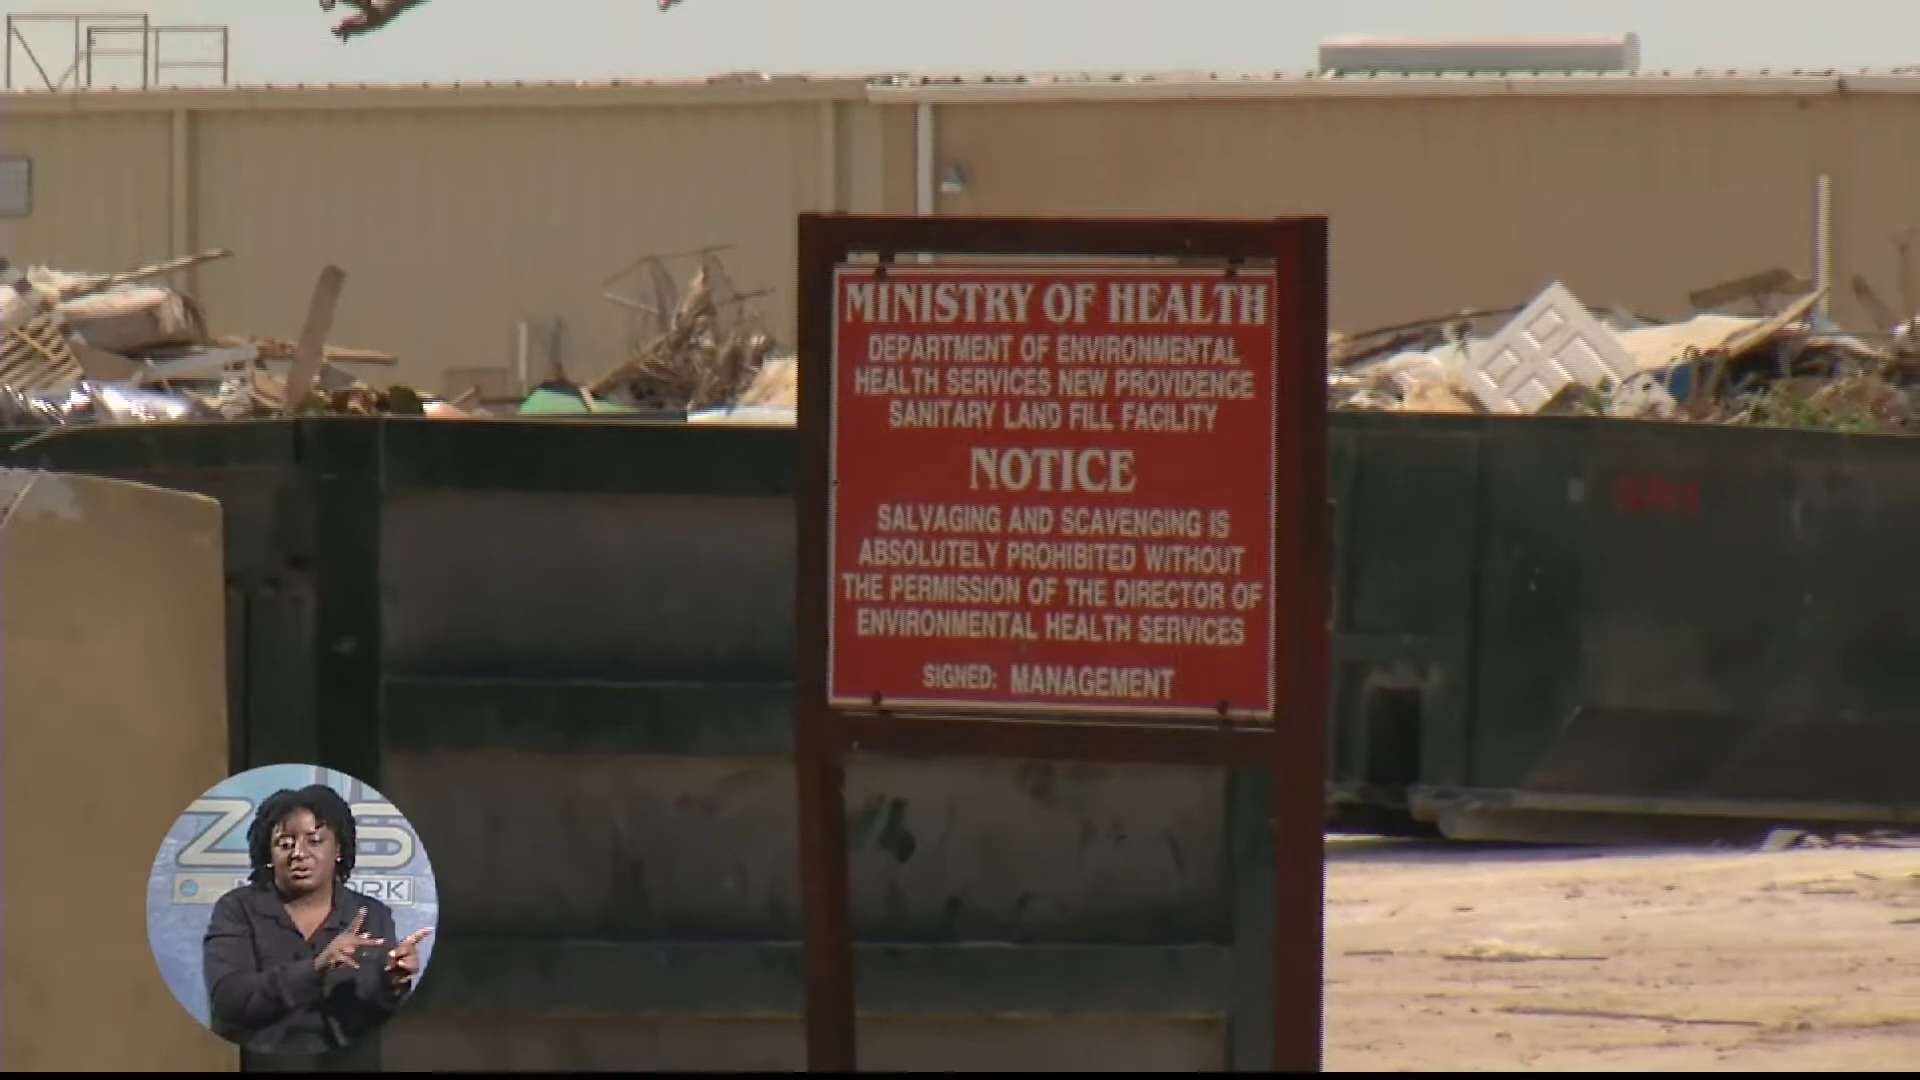 MINISTRY OF HEALTH
DEPARTMENT OF ENVIRONMENTAL
HEALTH SERVICES NEW PROVIDENCE
SANITARY LAND FILL FACILITY
NOTICE
SALVAGING AND SCAVENGING IS
ABSOLUTELY PROHIBITED WITHOUT
THE PERMISSION OF THE DIRECTOR OF
ENVIRONMENTAL HEALTH SERVICES
SIGNED: MANAGEMENT